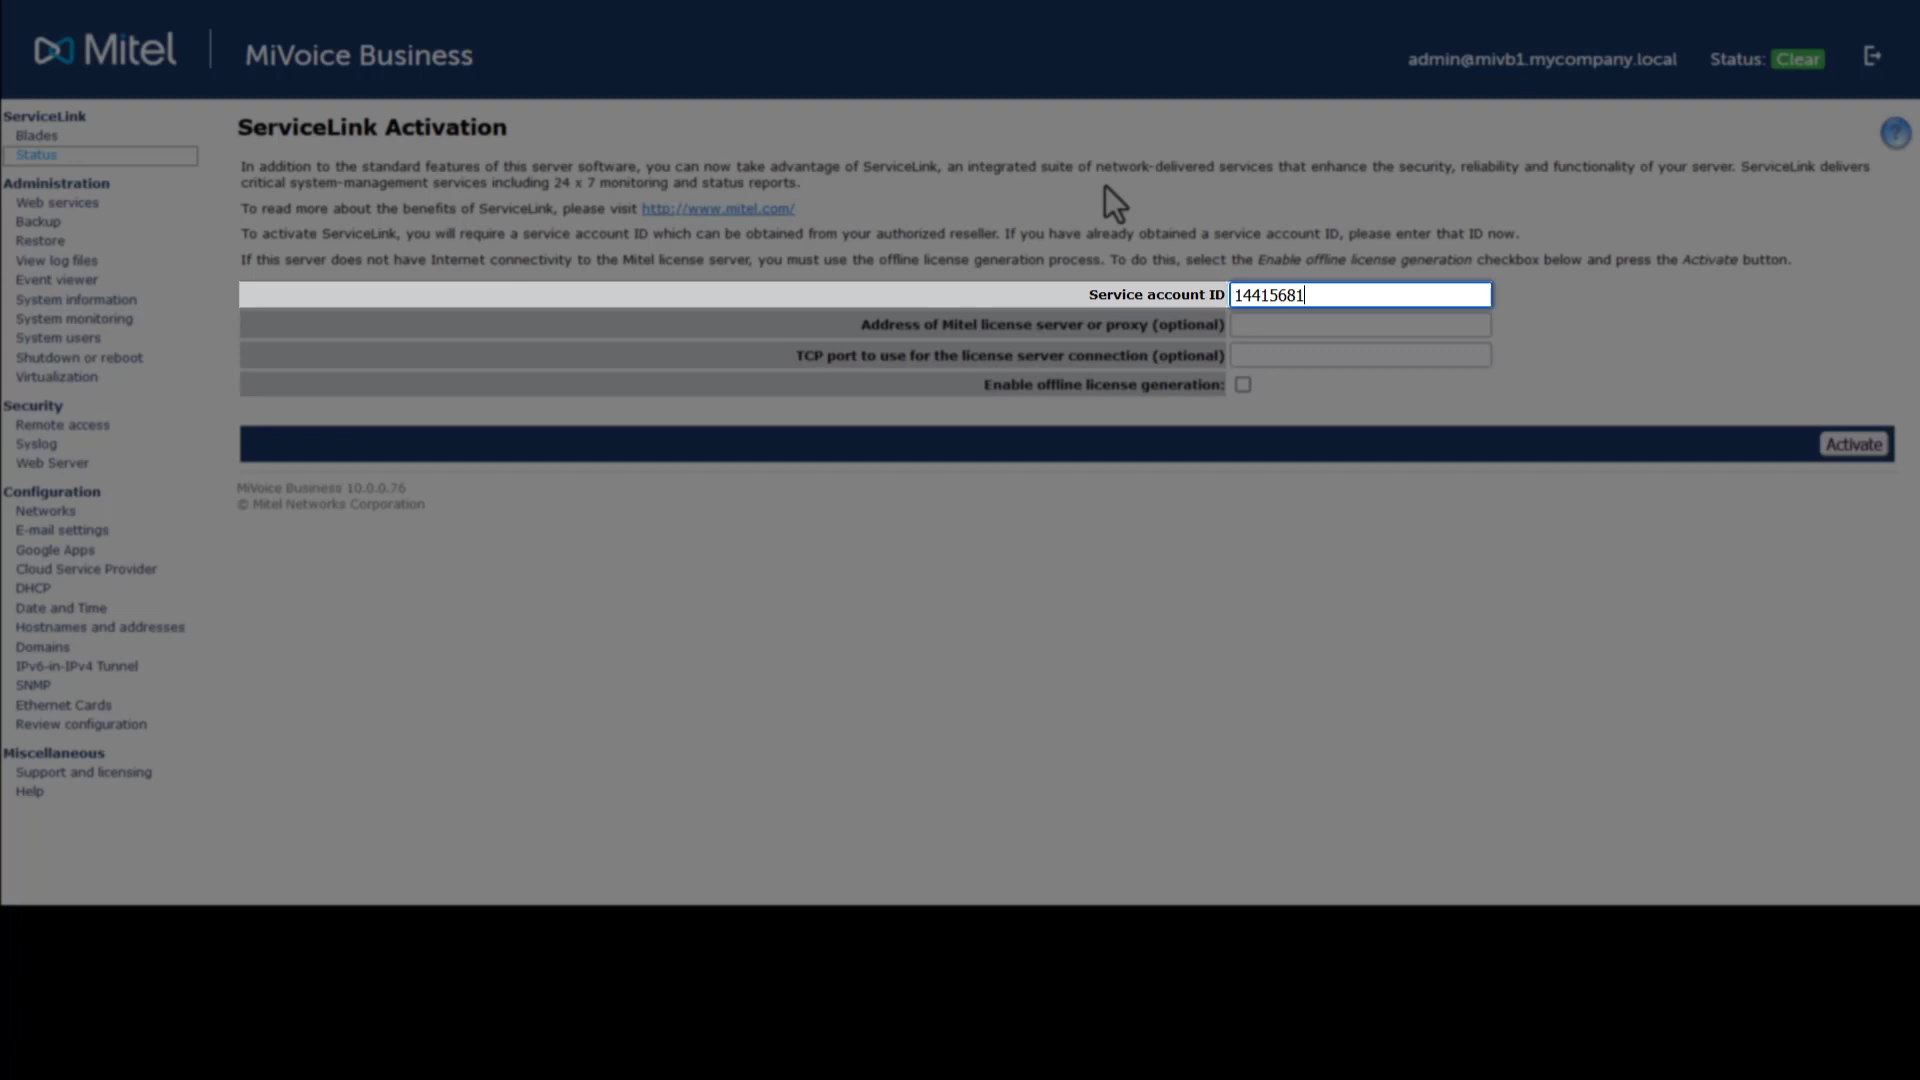 Mitel
MiVoice Business
admin@mivb1.mycompany.local
Status: Clear
ServiceLink
Blades
Status
Administration
Web services
Backup
Restore
View log files
Event viewer
System information
System monitoring
System users
Shutdown or reboot
Virtualization
Security
Remote access
Syslog
Web Server
Configuration
Networks
E-mail settings
Google Apps
Cloud Service Provider
DHCP
Date and Time
Hostnames and addresses
Domains
IPv6-in-IPv4 Tunnel
SNMP
Ethernet Cards
Review configuration
Miscellaneous
Support and licensing
Help
ServiceLink Activation
?
In addition to the standard features of this server software, you can now take advantage of ServiceLink, an integrated suite of network-delivered services that enhance the security, reliability and functionality of your server. ServiceLink delivers
critical system-management services including 24 x 7 monitoring and status reports.
To read more about the benefits of ServiceLink, please visit http://www.mitel.com/
To activate ServiceLink, you will require a service account ID which can be obtained from your authorized reseller. If you have already obtained a service account ID, please enter that ID now.
If this server does not have Internet connectivity to the Mitel license server, you must use the offline license generation process. To do this, select the Enable offline license generation checkbox below and press the Activate button.
Service account ID 14415681
Address of Mitel license server or proxy (optional)
TCP port to use for the license server connection (optional)
Enable offline license generation:
Activate
MiVoice Business 10.0.0.76
© Mitel Networks Corporation